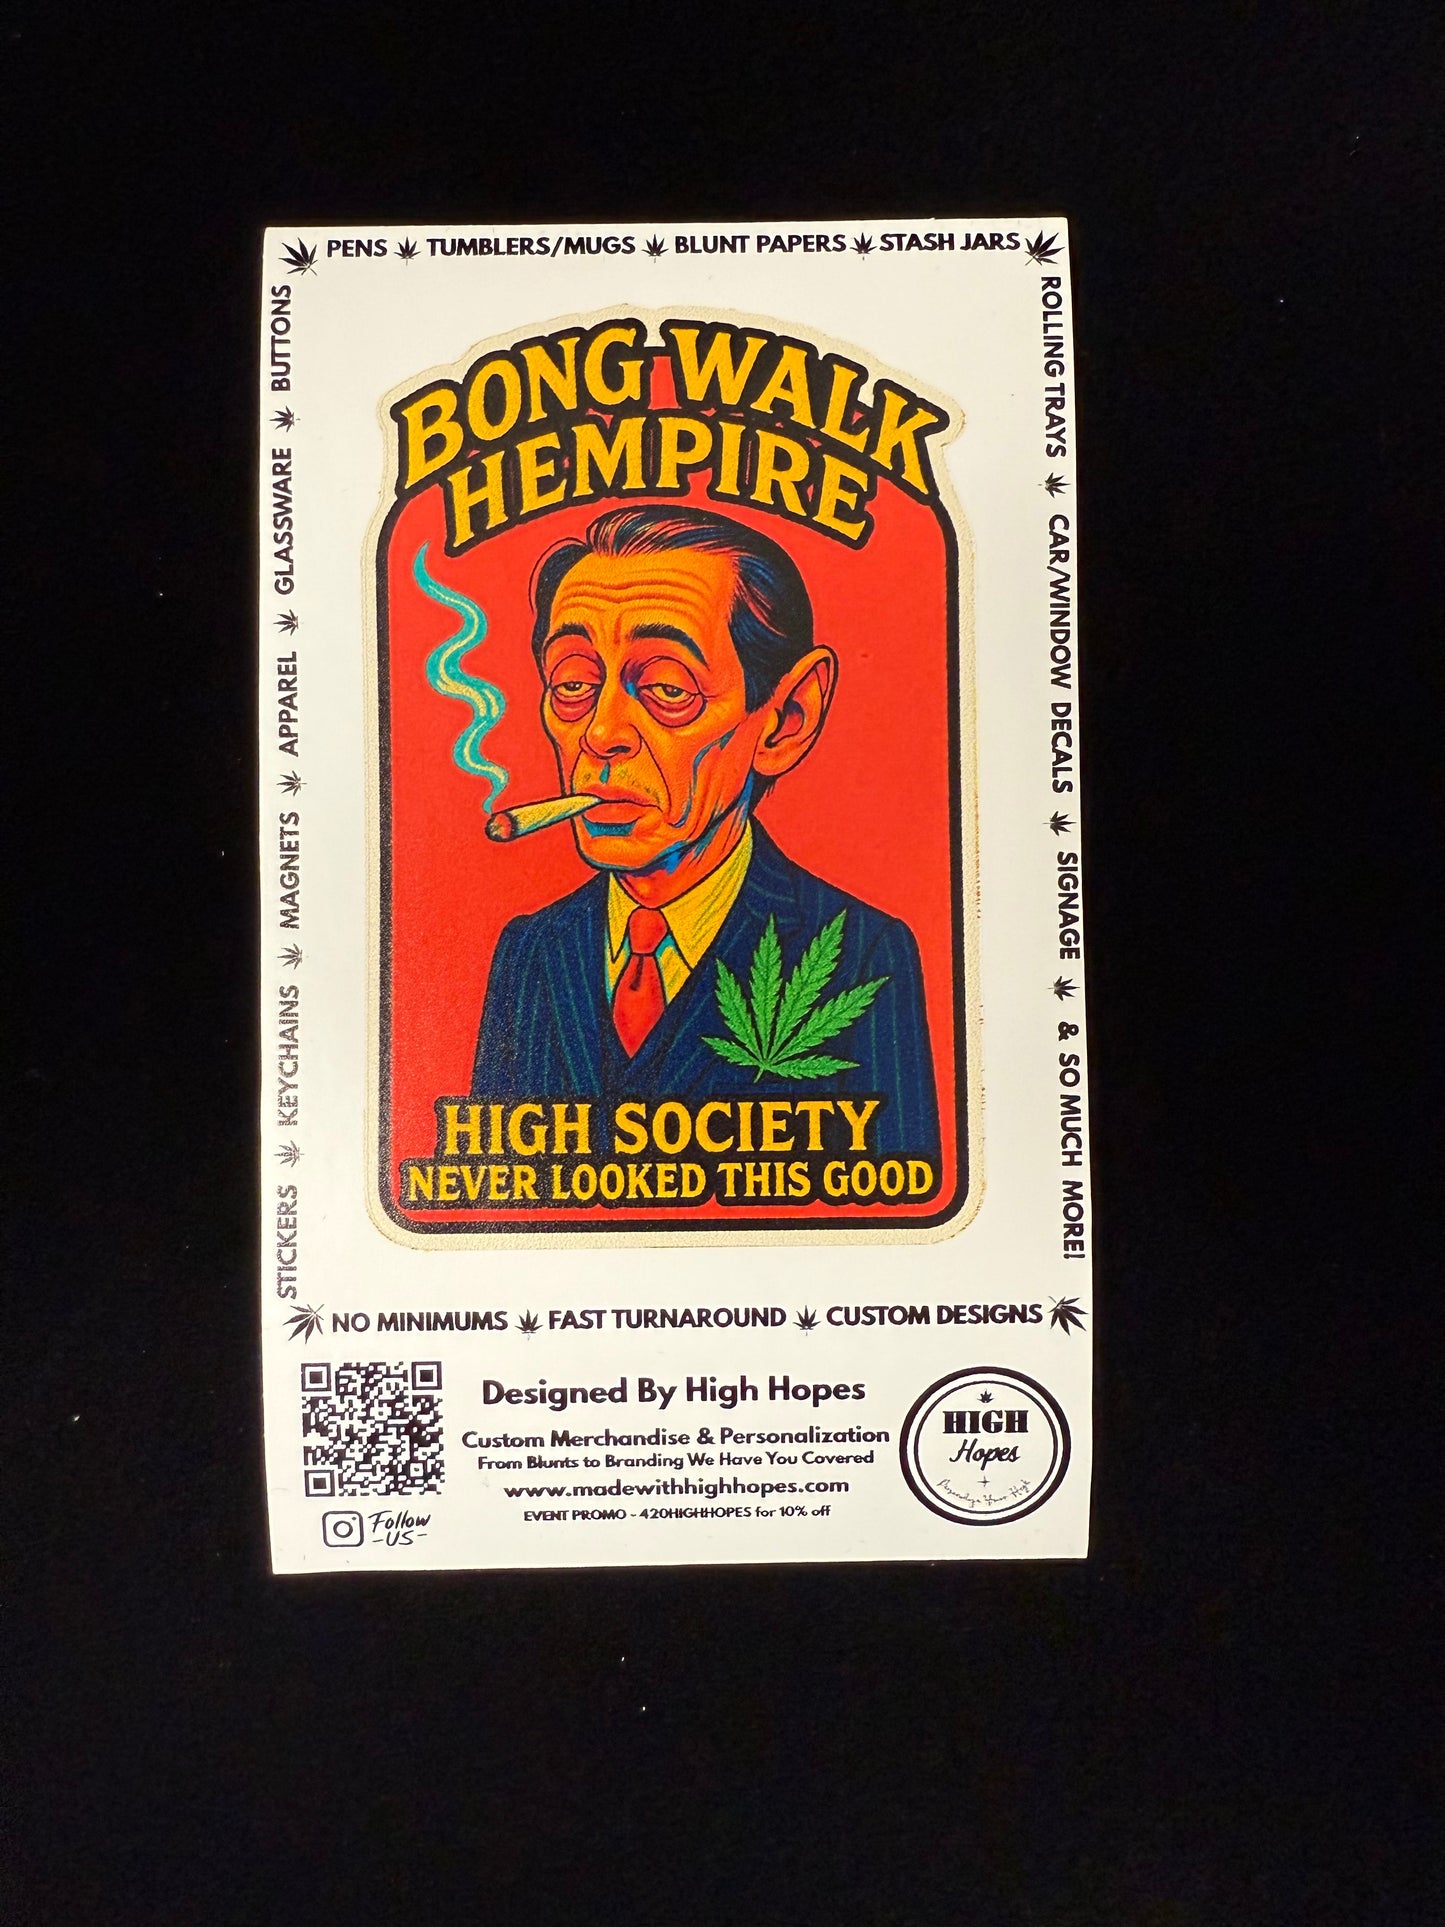 PENS TUMBLERS/MUGS BLUNT PAPERS STASH JARS
STICKERS KEYCHAINS MAGNETS APPAREL GLASSWARE BUTTONS
ROLLING TRAYS CAR/WINDOW DECALS SIGNAGE & SO MUCH MORE!
BONG WALK
HEMPIRE
HIGH SOCIETY
NEVER LOOKED THIS GOOD
NO MINIMUMS FAST TURNAROUND CUSTOM DESIGNS
Designed By High Hopes
Custom Merchandise & Personalization
From Blunts to Branding We Have You Covered
www.madewithhighhopes.com
EVENT PROMO - 420HIGHHOPES for 10% off
Follow
-US-
HIGH
Hopes
Personalize Your High